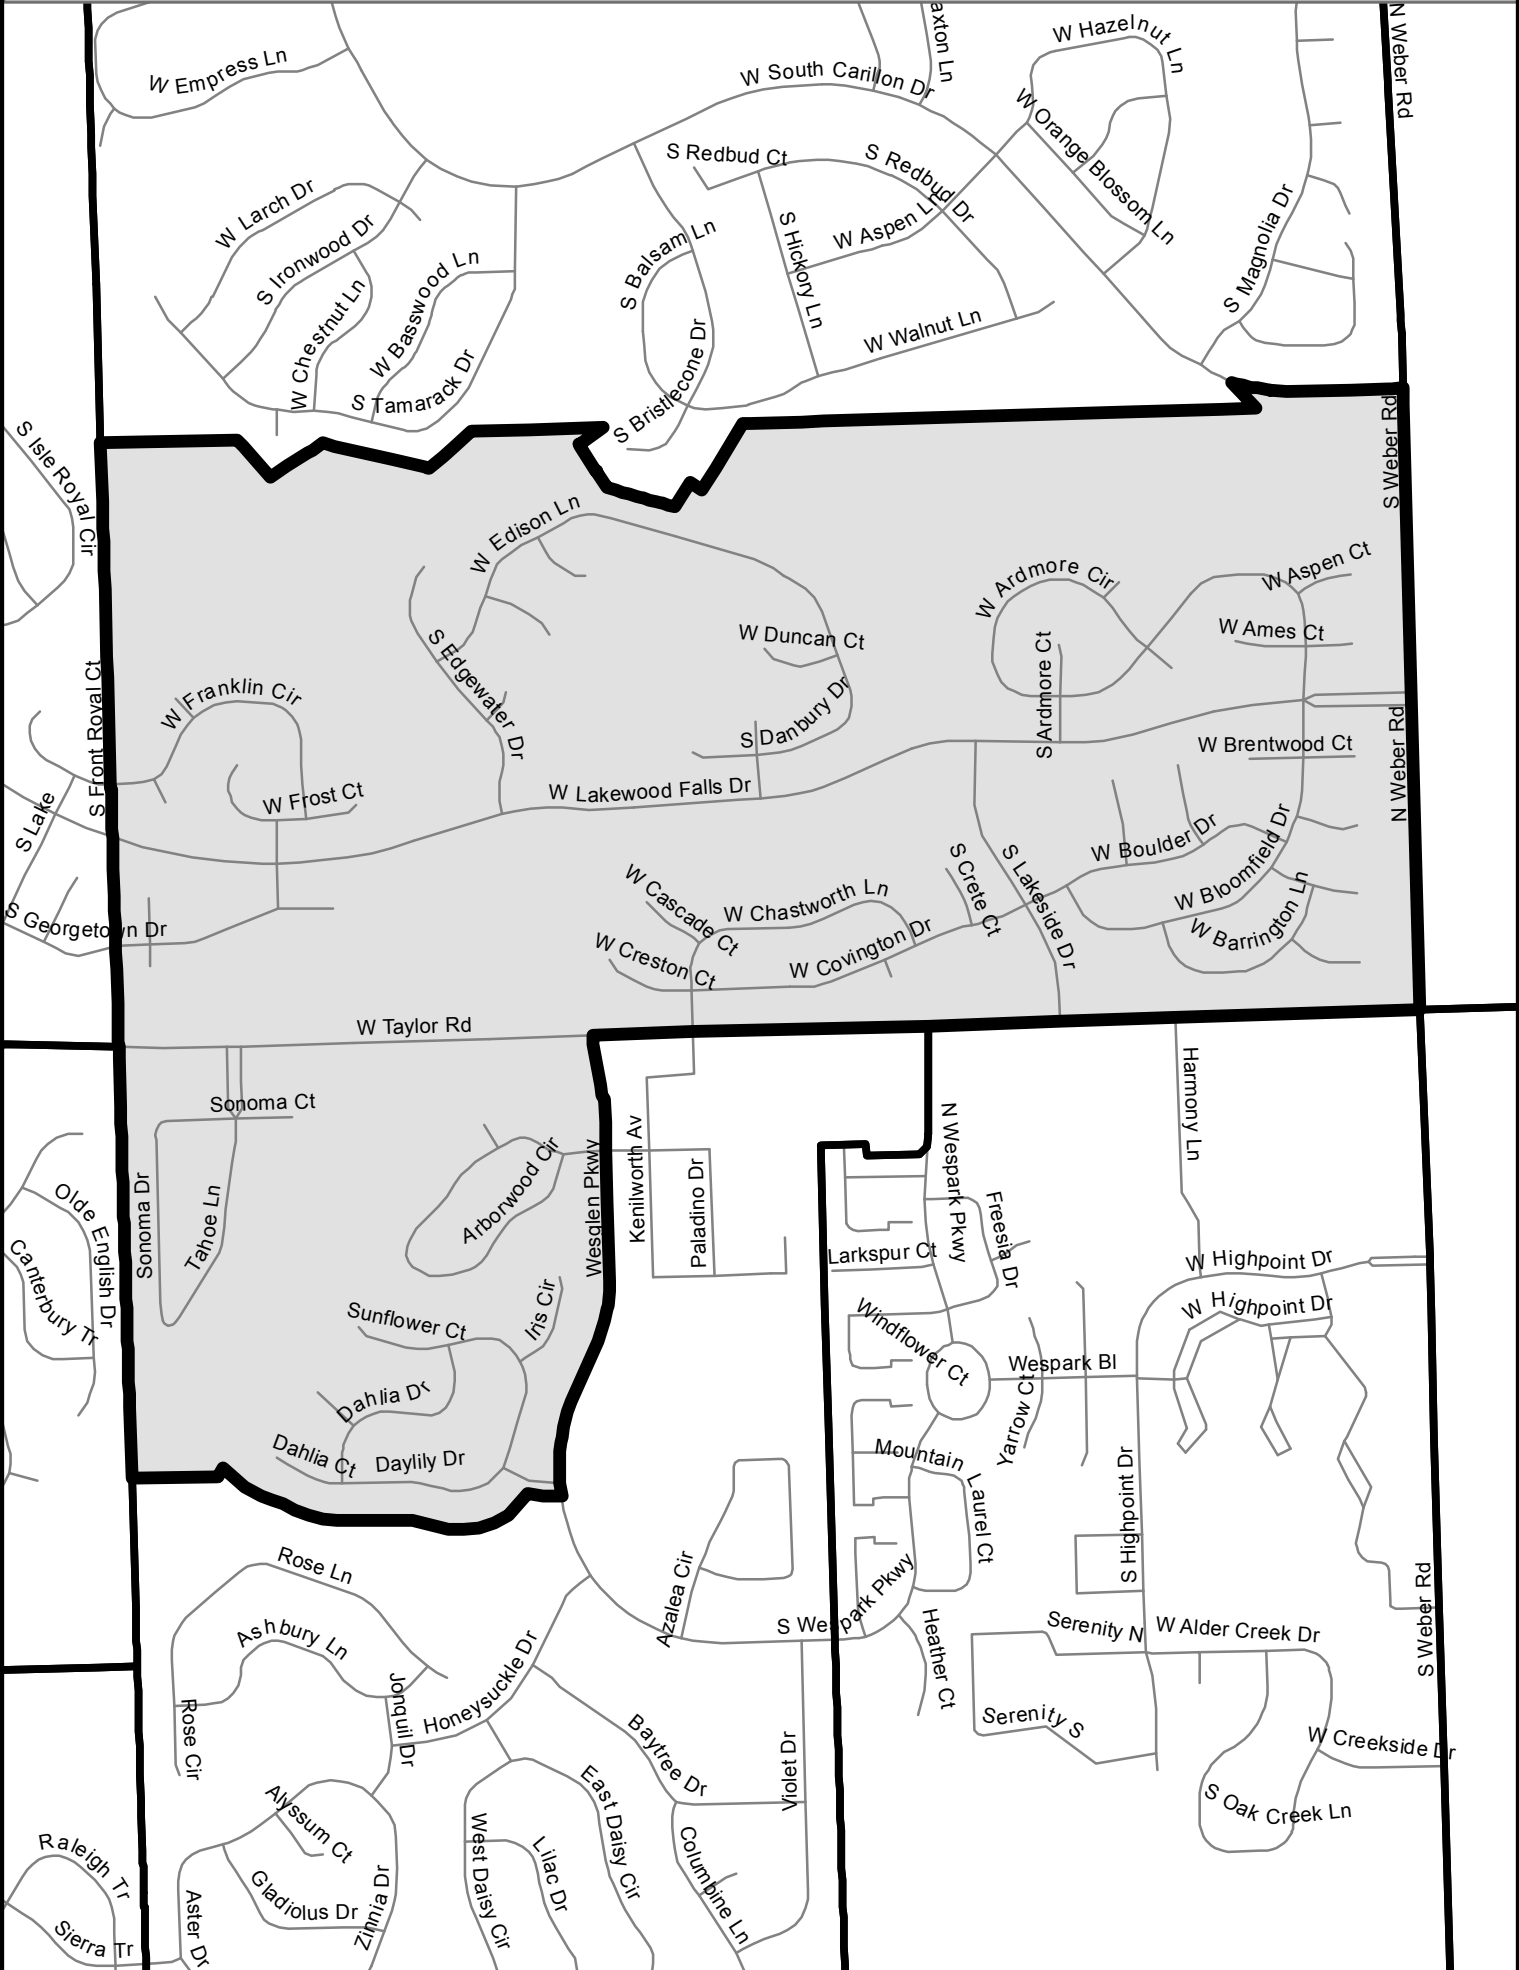 W Empress Ln
W South Carillon Dr
axton Ln
W Hazelnut Ln
N Weber Rd
W Orange Blossom Ln
S Redbud Ct
S Redbud Dr
W Larch Dr
S Ironwood Dr
W Chestnut Ln
W Basswood Ln
S Tamarack Dr
S Balsam Ln
S Hickory Ln
W Aspen Ln
S Magnolia Dr
W Walnut Ln
S Bristlecone Dr
S Isle Royal Cir
S Weber Rd
W Edison Ln
W Ardmore Cir
W Aspen Ct
W Ames Ct
W Duncan Ct
S Edgewater Dr
S Ardmore Ct
S Front Royal Ct
W Franklin Cir
S Danbury Dr
W Brentwood Ct
N Weber Rd
W Frost Ct
W Lakewood Falls Dr
S Lake
W Boulder Dr
W Bloomfield Dr
S Crete Ct
S Lakeside Dr
W Cascade Ct
W Chastworth Ln
W Barrington Ln
S Georgetown Dr
W Creston Ct
W Covington Dr
W Taylor Rd
Sonoma Ct
Harmony Ln
N Wespark Pkwy
Wesglen Pkwy
Kenilworth Av
Paladino Dr
Arborwood Cir
Sonoma Dr
Tahoe Ln
Olde English Dr
Canterbury Tr
Freesia Dr
Larkspur Ct
W Highpoint Dr
W Highpoint Dr
Iris Cir
Sunflower Ct
Windflower Ct
Wespark Bl
Yarrow Ct
Dahlia Dr
Dahlia Ct
Daylily Dr
Mountain Laurel Ct
S Highpoint Dr
Rose Ln
Azalea Cir
S Wespark Pkwy
S Weber Rd
Ashbury Ln
Heather Ct
Serenity N
W Alder Creek Dr
Rose Cir
Jonquil Dr
Honeysuckle Dr
Baytree Dr
Violet Dr
Serenity S
W Creekside Dr
Alyssum Ct
East Daisy Cir
S Oak Creek Ln
Raleigh Tr
West Daisy Cir
Lilac Dr
Columbine Ln
Gladiolus Dr
Zinnia Dr
Aster Dr
Sierra Tr